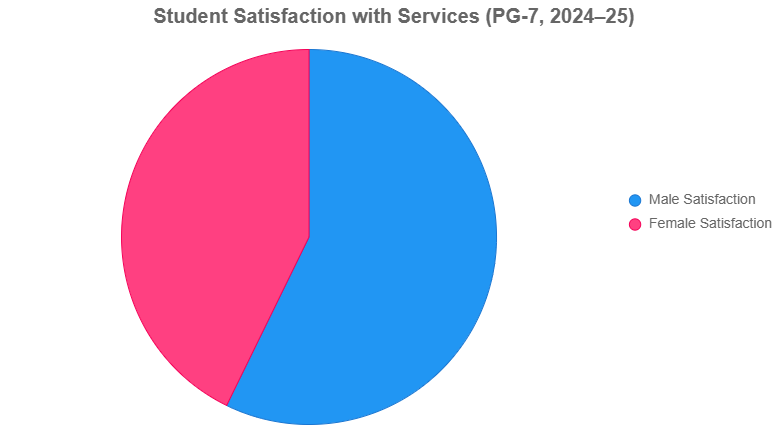 Student Satisfaction with Services (PG-7, 2024–25)
Male Satisfaction
Female Satisfaction